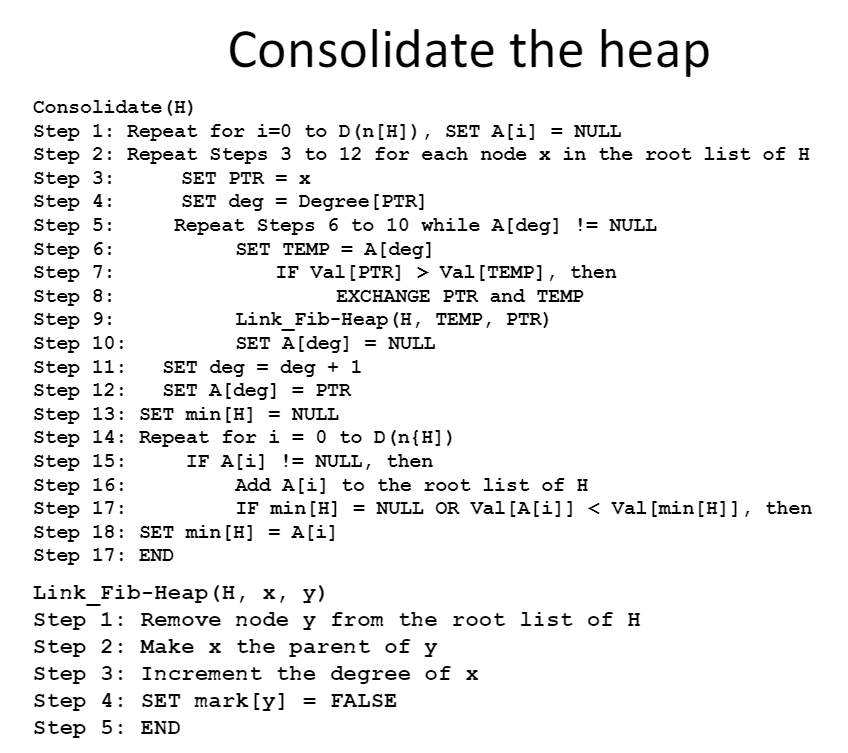 Consolidate the heap
Consolidate(H)
Step 1: Repeat for i=0 to D(n[H]), SET A[i] = NULL
Step 2: Repeat Steps 3 to 12 for each node x in the root list of H
Step 3: SET PTR = x
Step 4: SET deg = Degree[PTR]
Step 5: Repeat Steps 6 to 10 while A[deg] != NULL
Step 6: SET TEMP = A[deg]
Step 7: IF Val[PTR] > Val[TEMP], then
Step 8: EXCHANGE PTR and TEMP
Step 9: Link_Fib-Heap(H, TEMP, PTR)
Step 10: SET A[deg] = NULL
Step 11: SET deg = deg + 1
Step 12: SET A[deg] = PTR
Step 13: SET min[H] = NULL
Step 14: Repeat for i = 0 to D(n{H])
Step 15: IF A[i] != NULL, then
Step 16: Add A[i] to the root list of H
Step 17: IF min[H] = NULL OR Val[A[i]] < Val[min[H]], then
Step 18: SET min[H] = A[i]
Step 17: END
Link_Fib-Heap(H, x, y)
Step 1: Remove node y from the root list of H
Step 2: Make x the parent of y
Step 3: Increment the degree of x
Step 4: SET mark[y] = FALSE
Step 5: END